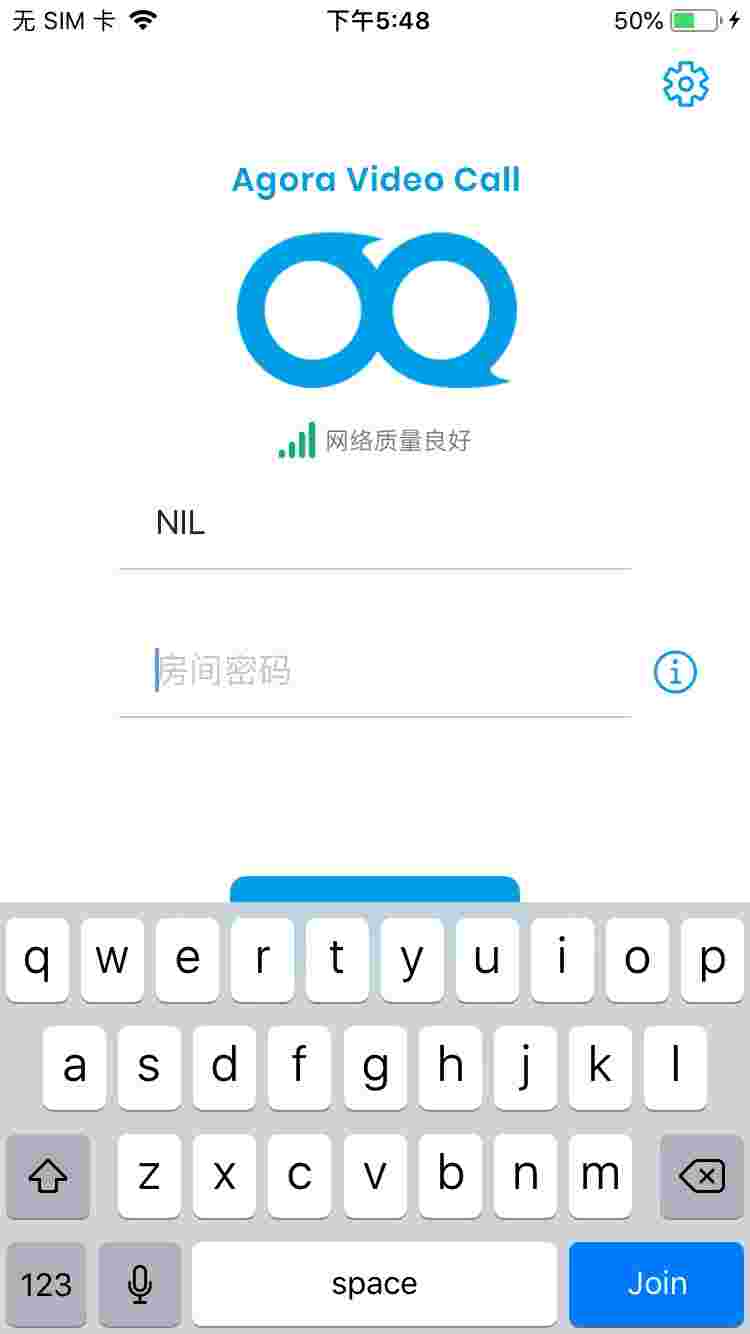 无 SIM 卡 下午5:48 50%
Agora Video Call
网络质量良好
NIL
房间密码
q w e r t y u i o p
a s d f g h j k l
z x c v b n m
123 space Join